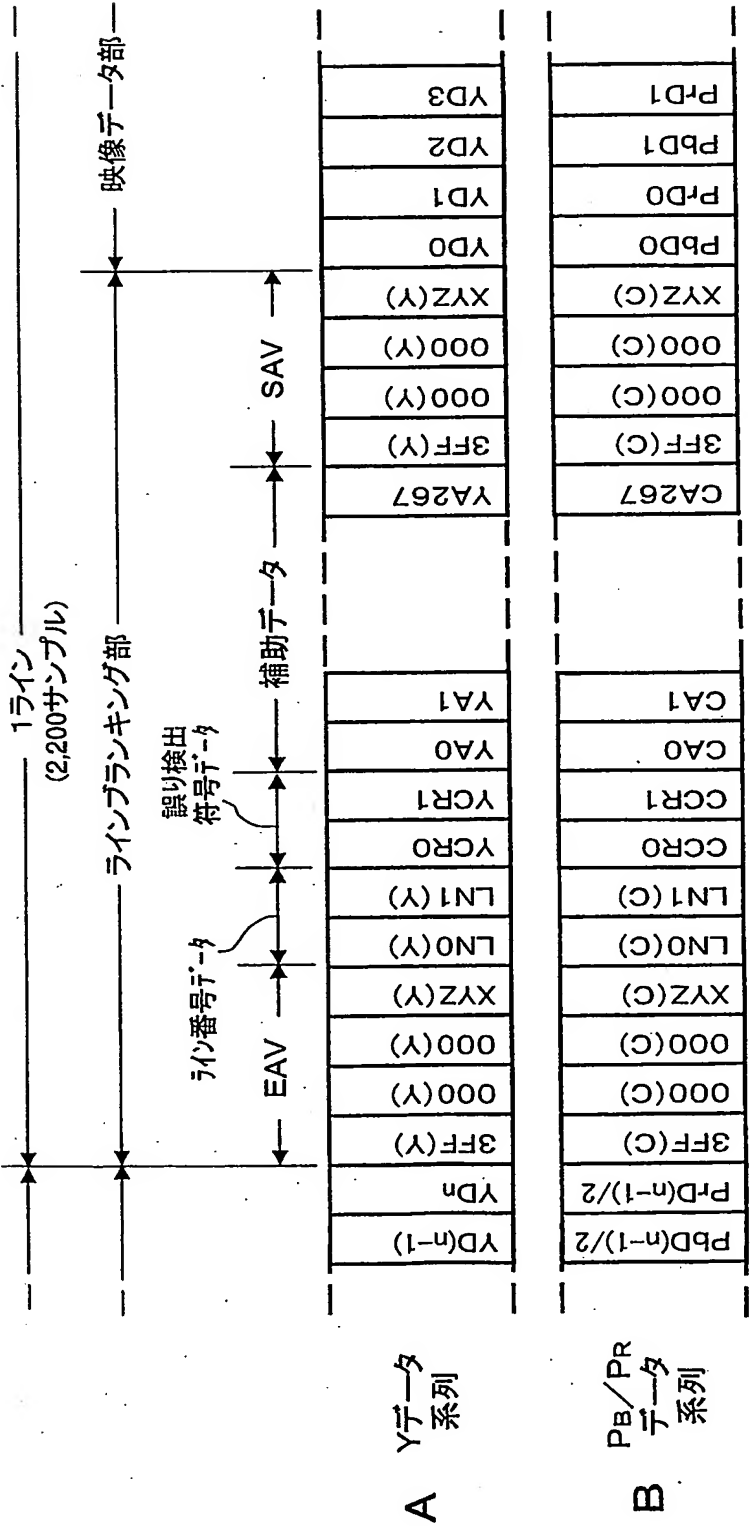 1ライン
(2,200サンプル)
ラインブランキング部
映像データ部
EAV
ライン番号データ
誤り検出
符号データ
補助データ
SAV
A
Yデータ
系列
YD(n-1)
YDn
3FF(Y)
000(Y)
000(Y)
XYZ(Y)
LN0(Y)
LN1(Y)
YCR0
YCR1
YA0
YA1
YA267
3FF(Y)
000(Y)
000(Y)
XYZ(Y)
YD0
YD1
YD2
YD3
B
PB/PR
データ
系列
PbD(n-1)/2
PrD(n-1)/2
3FF(C)
000(C)
000(C)
XYZ(C)
LN0(C)
LN1(C)
CCR0
CCR1
CA0
CA1
CA267
3FF(C)
000(C)
000(C)
XYZ(C)
PbD0
PrD0
PbD1
PrD1